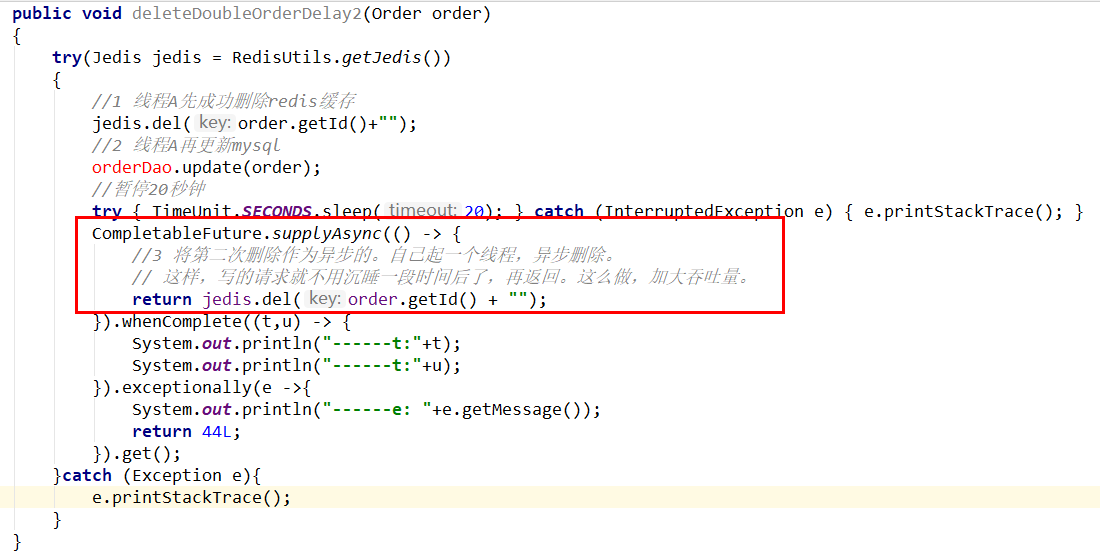 public void deleteDoubleOrderDelay2(Order order)
{
    try(Jedis jedis = RedisUtils.getJedis())
    {
        //1 线程A先成功删除redis缓存
        jedis.del( key: order.getId()+"");
        //2 线程A再更新mysql
        orderDao.update(order);
        //暂停20秒钟
        try { TimeUnit.SECONDS.sleep( timeout: 20); } catch (InterruptedException e) { e.printStackTrace(); }
        CompletableFuture.supplyAsync(() -> {
            //3 将第二次删除作为异步的。自己起一个线程，异步删除。
            // 这样，写的请求就不用沉睡一段时间后了，再返回。这么做，加大吞吐量。
            return jedis.del( key: order.getId() + "");
        }).whenComplete((t,u) -> {
            System.out.println("------t:"+t);
            System.out.println("------t:"+u);
        }).exceptionally(e ->{
            System.out.println("------e: "+e.getMessage());
            return 44L;
        }).get();
    }catch (Exception e){
        e.printStackTrace();
    }
}